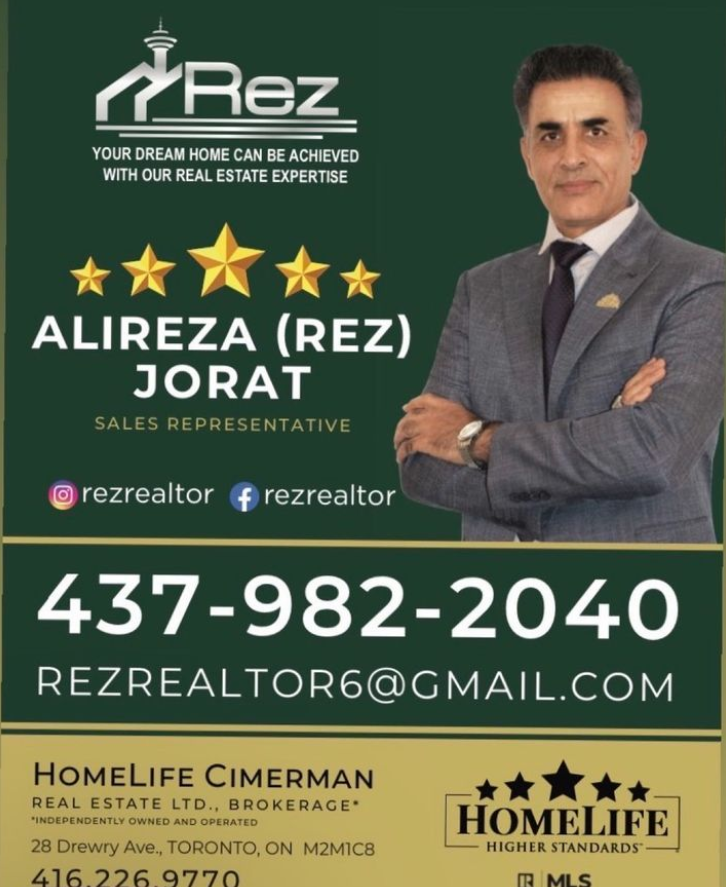 Rez
YOUR DREAM HOME CAN BE ACHIEVED
WITH OUR REAL ESTATE EXPERTISE
ALIREZA (REZ)
JORAT
SALES REPRESENTATIVE
rezrealtor rezrealtor
437-982-2040
REZREALTOR6@GMAIL.COM
HOMELIFE CIMERMAN
REAL ESTATE LTD., BROKERAGE*
*INDEPENDENTLY OWNED AND OPERATED
28 Drewry Ave., TORONTO, ON M2M1C8
416.226.9770
HOMELIFE
HIGHER STANDARDS™
R MLS